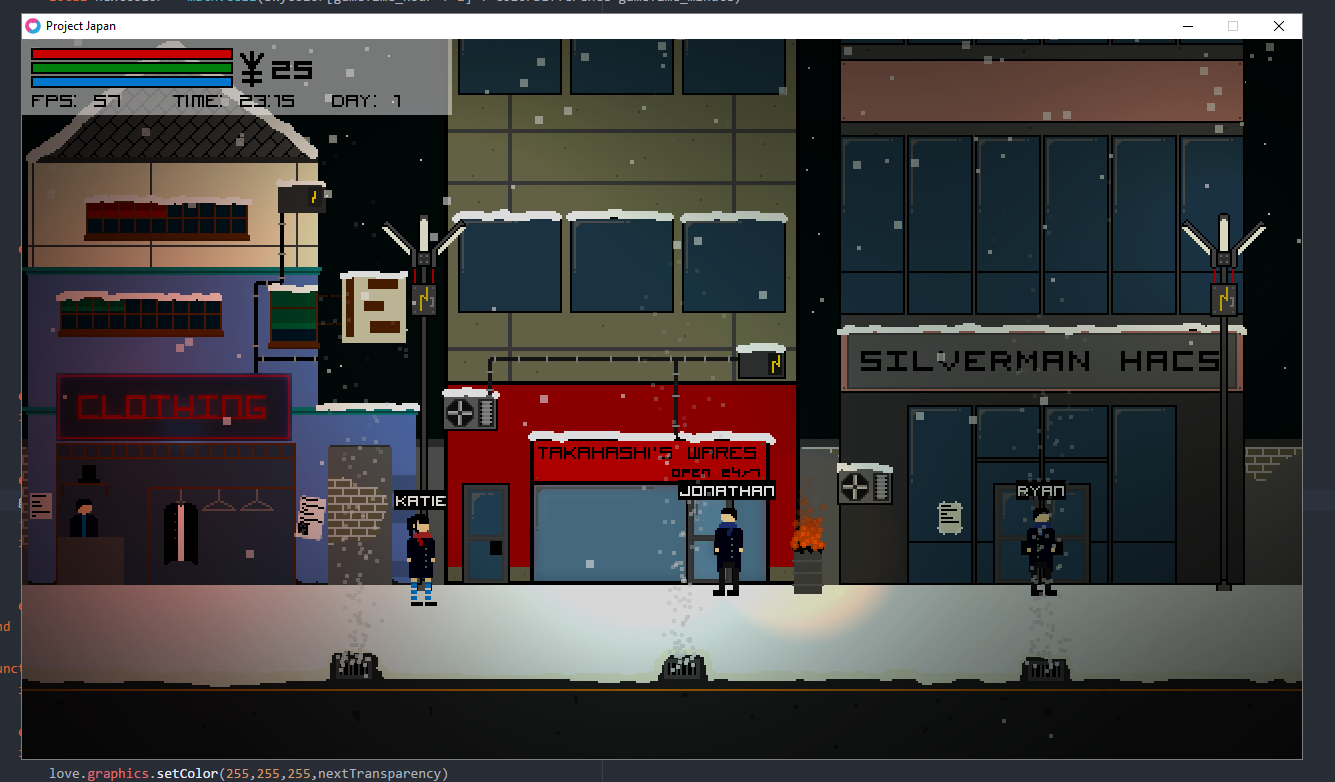 Project Japan
¥ 25
FPS: 57 TIME: 23:15 DAY: 1
CLOTHING
SILVERMAN HACS
TAKAHASHI'S WARES
open 24/7
KATIE
JONATHAN
RYAN
love.graphics.setColor(255,255,255,nextTransparency)